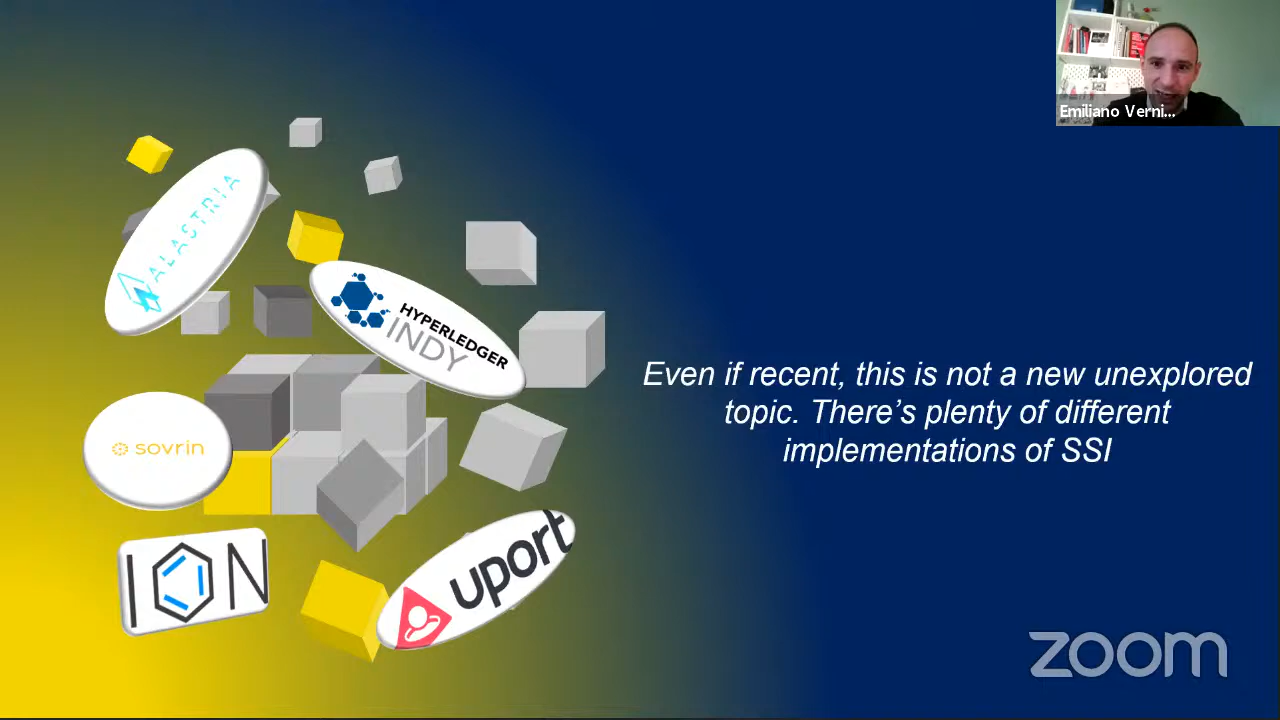 Emiliano Verni...
ALASTRIA
HYPERLEDGER
INDY
sovrin
ION
uport
Even if recent, this is not a new unexplored
topic. There’s plenty of different
implementations of SSI
zoom